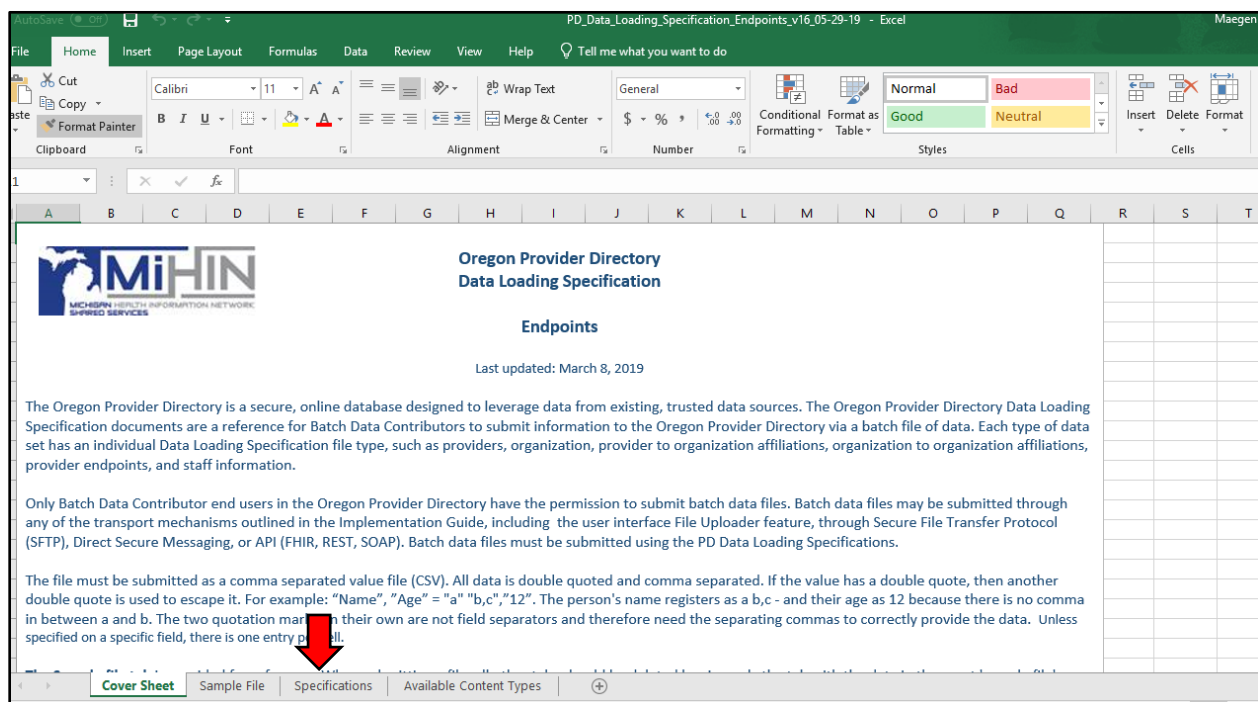 AutoSave Off PD_Data_Loading_Specification_Endpoints_v16_05-29-19 - Excel Maegen
File Home Insert Page Layout Formulas Data Review View Help Tell me what you want to do
Cut
Copy
aste
Format Painter
Calibri 11 A A
B I U A
ab Wrap Text
Merge & Center
General
$ % , .00 .00
Conditional Formatting
Format as Table
Normal Bad
Good Neutral
Insert Delete Format
Clipboard Font Alignment Number Styles Cells
1 fx
A B C D E F G H I J K L M N O P Q R S T
MiHIN
MICHIGAN HEALTH INFORMATION NETWORK
SHARED SERVICES
Oregon Provider Directory
Data Loading Specification
Endpoints
Last updated: March 8, 2019
The Oregon Provider Directory is a secure, online database designed to leverage data from existing, trusted data sources. The Oregon Provider Directory Data Loading
Specification documents are a reference for Batch Data Contributors to submit information to the Oregon Provider Directory via a batch file of data. Each type of data
set has an individual Data Loading Specification file type, such as providers, organization, provider to organization affiliations, organization to organization affiliations,
provider endpoints, and staff information.
Only Batch Data Contributor end users in the Oregon Provider Directory have the permission to submit batch data files. Batch data files may be submitted through
any of the transport mechanisms outlined in the Implementation Guide, including the user interface File Uploader feature, through Secure File Transfer Protocol
(SFTP), Direct Secure Messaging, or API (FHIR, REST, SOAP). Batch data files must be submitted using the PD Data Loading Specifications.
The file must be submitted as a comma separated value file (CSV). All data is double quoted and comma separated. If the value has a double quote, then another
double quote is used to escape it. For example: “Name”, ”Age” = "a" "b,c",”12”. The person's name registers as a b,c - and their age as 12 because there is no comma
in between a and b. The two quotation mar n their own are not field separators and therefore need the separating commas to correctly provide the data. Unless
specified on a specific field, there is one entry p ll.
Cover Sheet Sample File Specifications Available Content Types